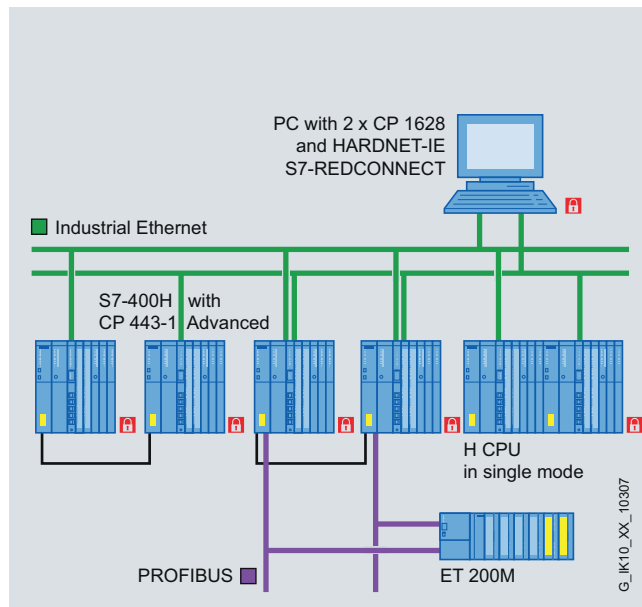 PC with 2 x CP 1628
and HARDNET-IE
S7-REDCONNECT
Industrial Ethernet
S7-400H with
CP 443-1 Advanced
H CPU
in single mode
PROFIBUS
ET 200M
G_IK10_XX_10307